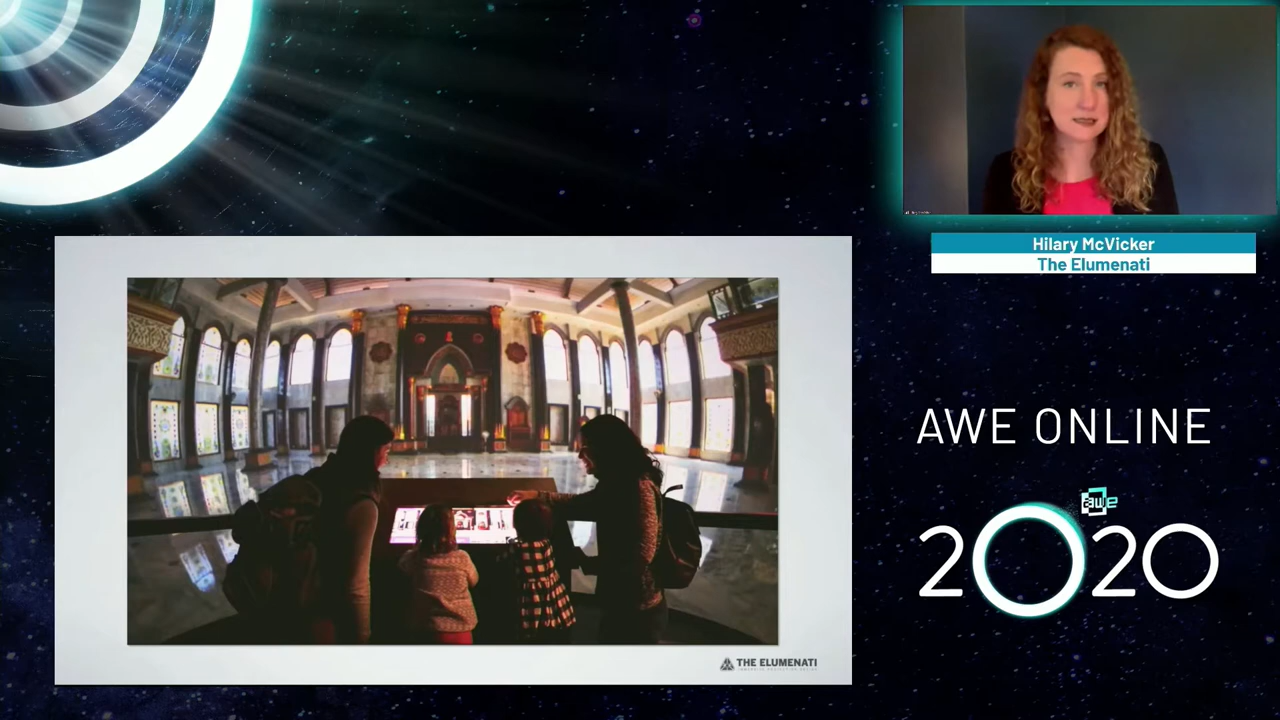 Hilary McVicker
The Elumenati
AWE ONLINE
awe
2020
THE ELUMENATI